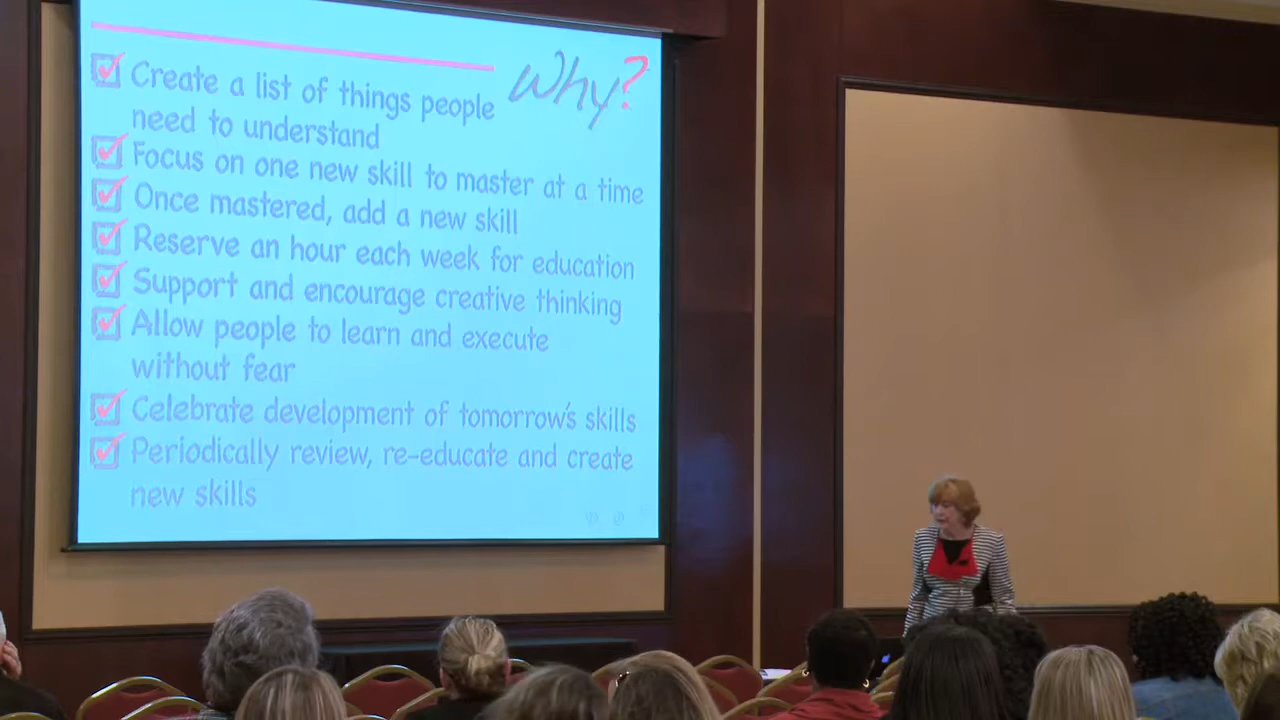 Why?
Create a list of things people
need to understand
Focus on one new skill to master at a time
Once mastered, add a new skill
Reserve an hour each week for education
Support and encourage creative thinking
Allow people to learn and execute
without fear
Celebrate development of tomorrow's skills
Periodically review, re-educate and create
new skills